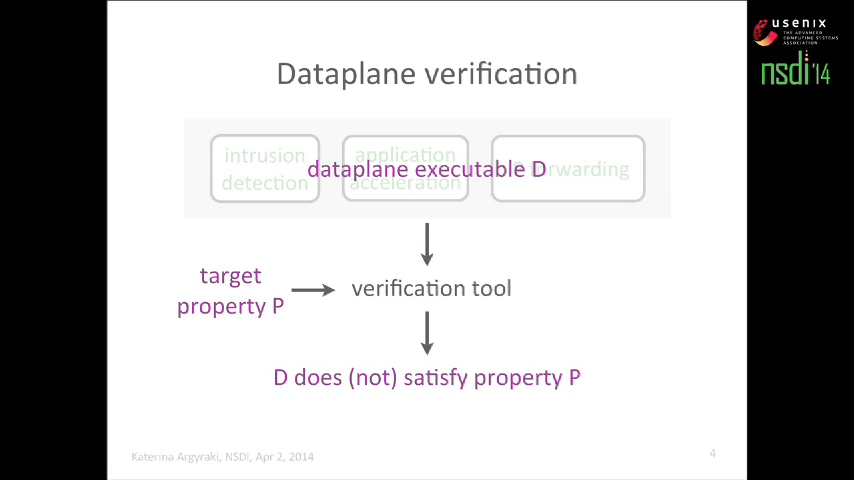 usenix
THE ADVANCED
COMPUTING SYSTEMS
ASSOCIATION
nsdi '14
Dataplane verification
intrusion
detection
application
acceleration
forwarding
dataplane executable D
target
property P
verification tool
D does (not) satisfy property P
Katerina Argyraki, NSDI, Apr 2, 2014
4